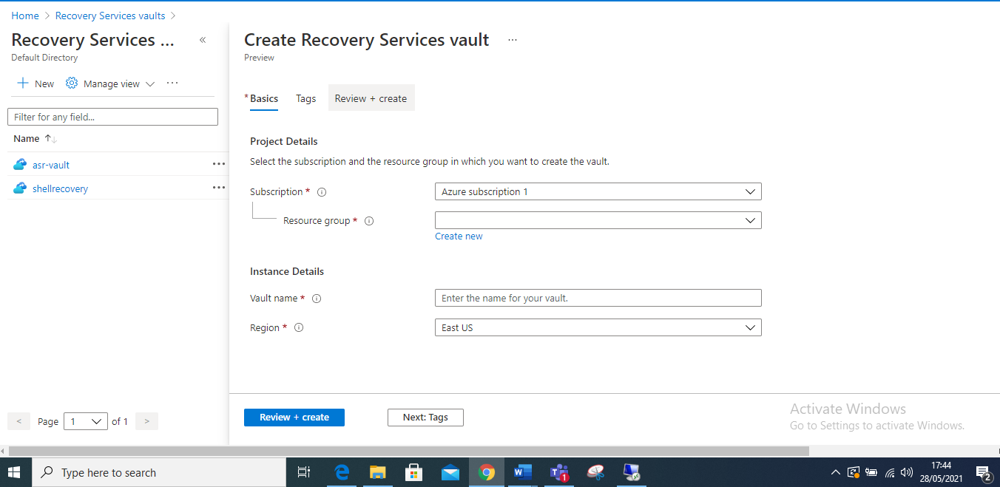 Home > Recovery Services vaults >
Recovery Services ...
«
Default Directory
New
Manage view
...
Filter for any field...
Name
asr-vault
...
shellrecovery
...
<
Page
1
of 1
>
Create Recovery Services vault
...
Preview
* Basics
Tags
Review + create
Project Details
Select the subscription and the resource group in which you want to create the vault.
Subscription *
Azure subscription 1
Resource group *
Create new
Instance Details
Vault name *
Enter the name for your vault.
Region *
East US
Review + create
Next: Tags
Activate Windows
Go to Settings to activate Windows.
Type here to search
1
17:44
28/05/2021
2